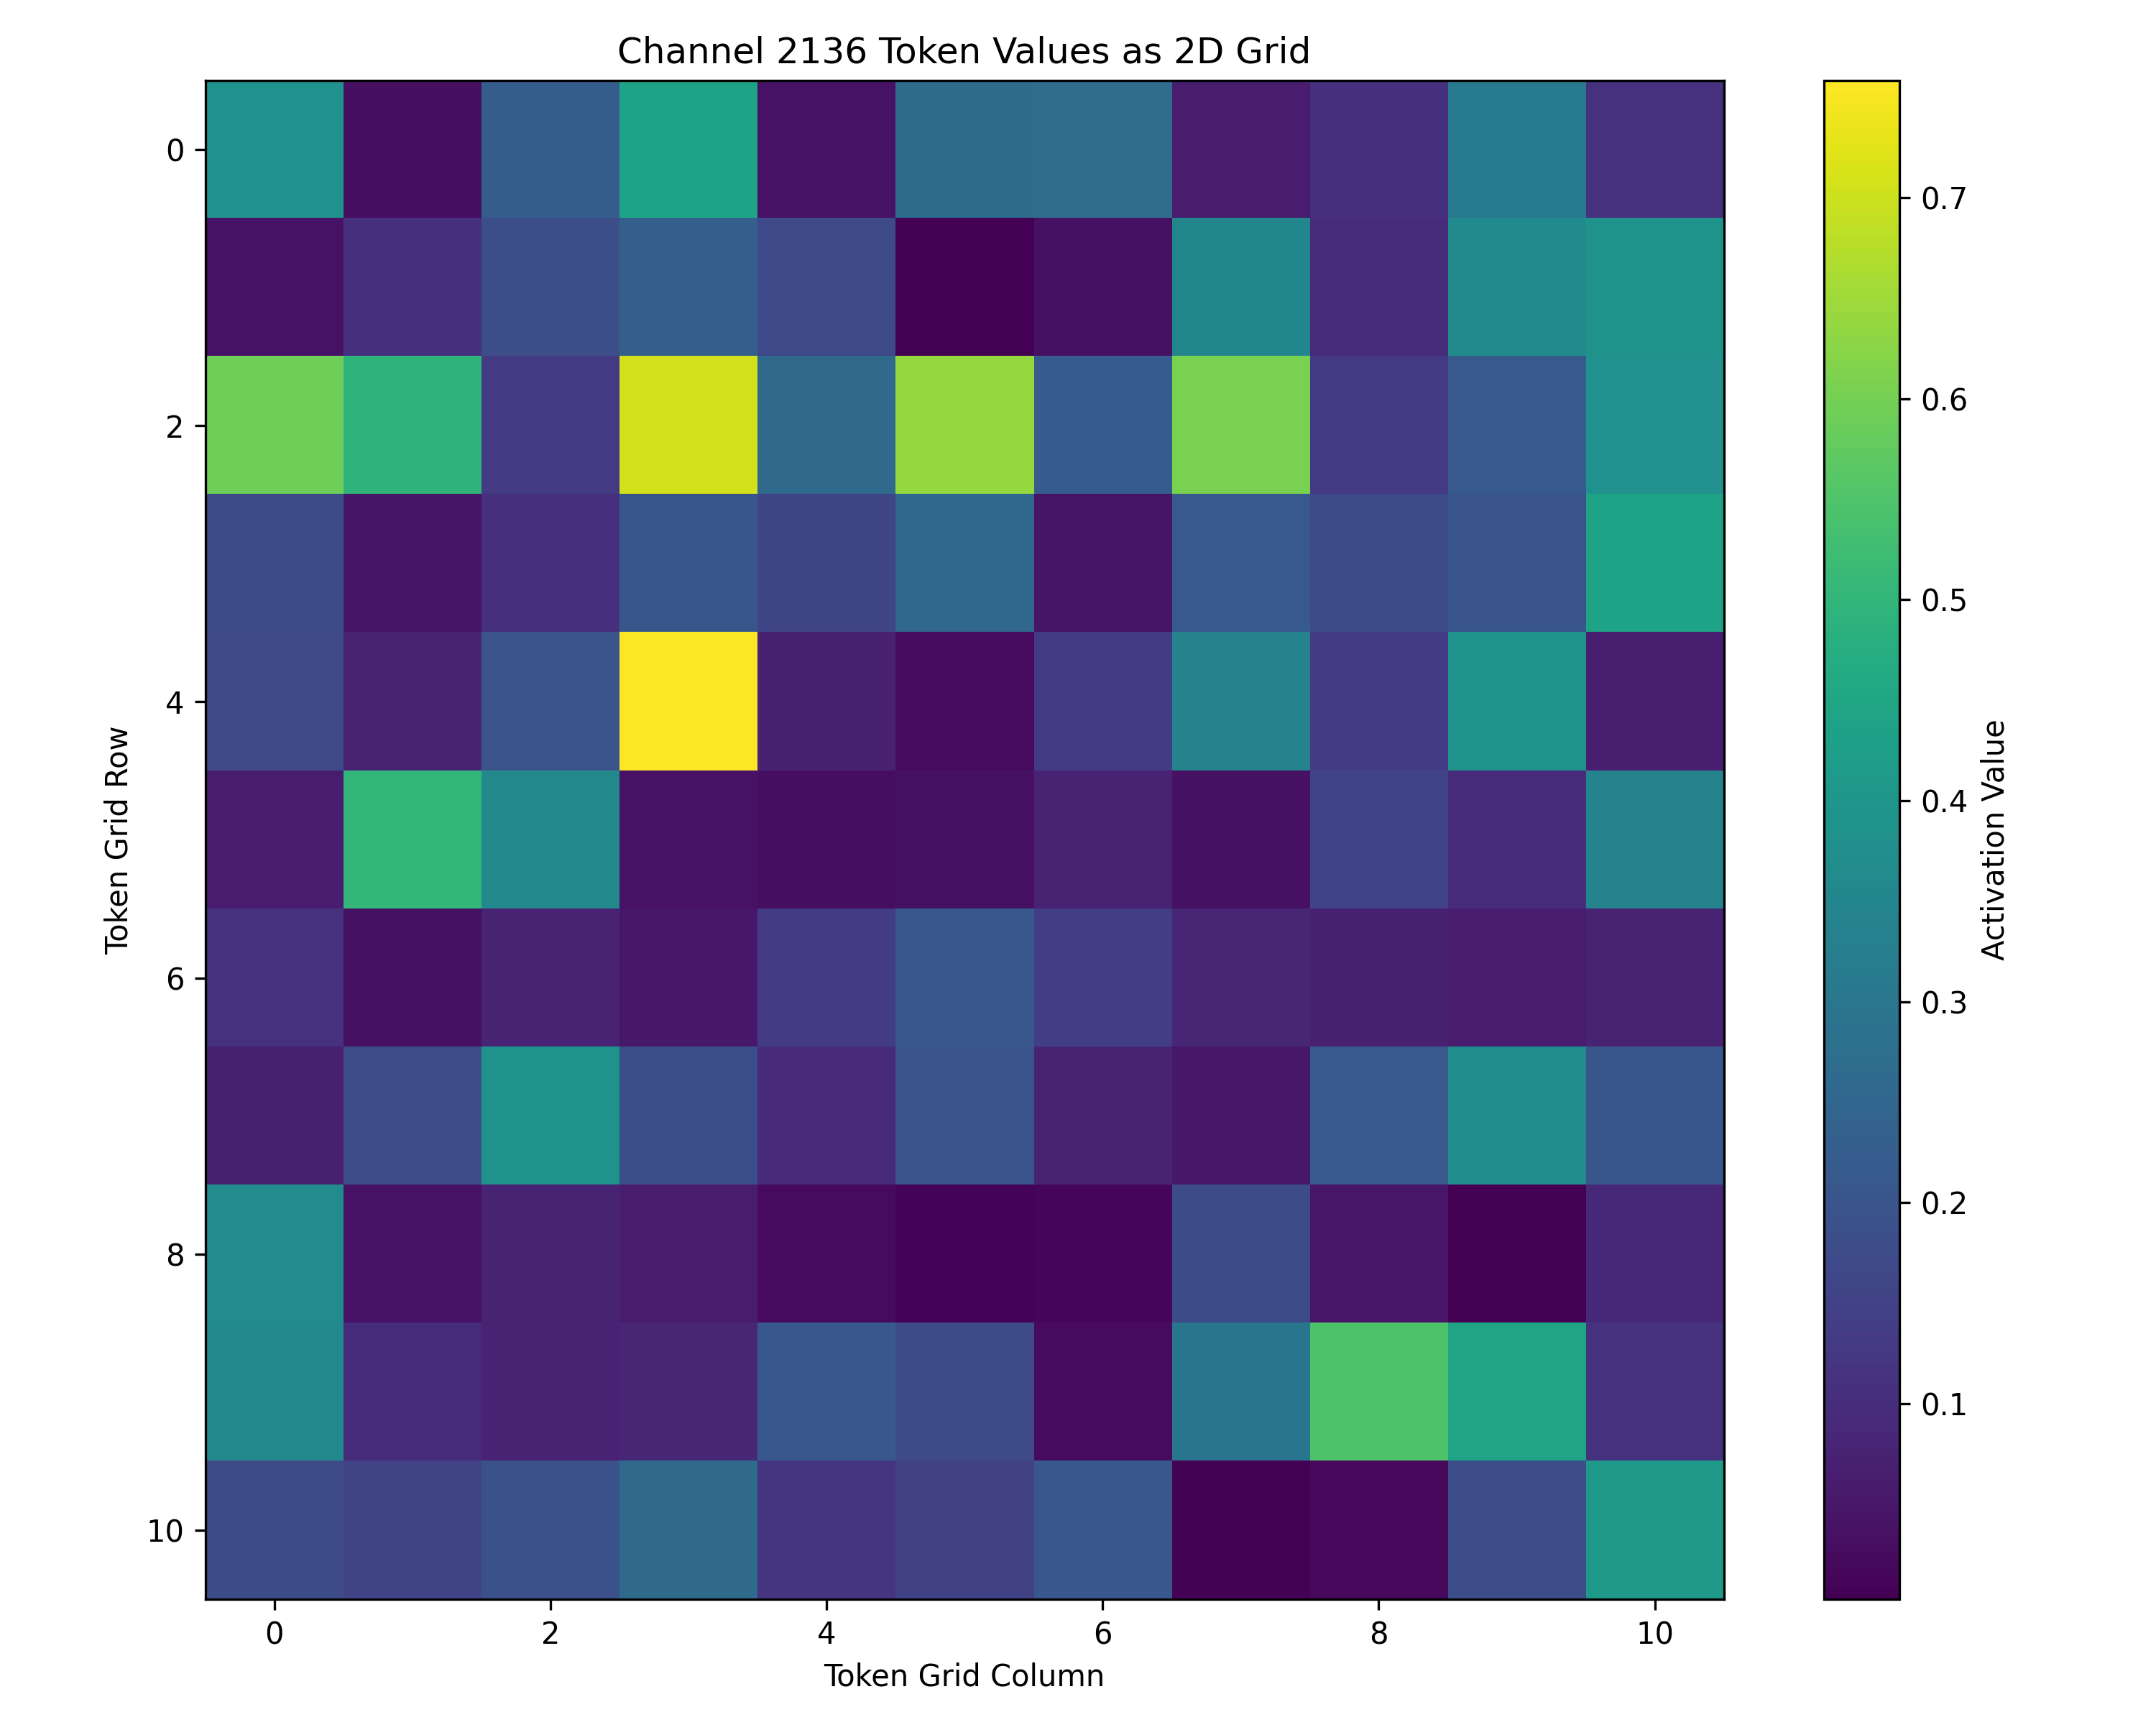 Channel 2136 Token Values as 2D Grid
0
2
4
6
8
10
Token Grid Row
0 2 4 6 8 10
Token Grid Column
0.7
0.6
0.5
0.4
0.3
0.2
0.1
Activation Value